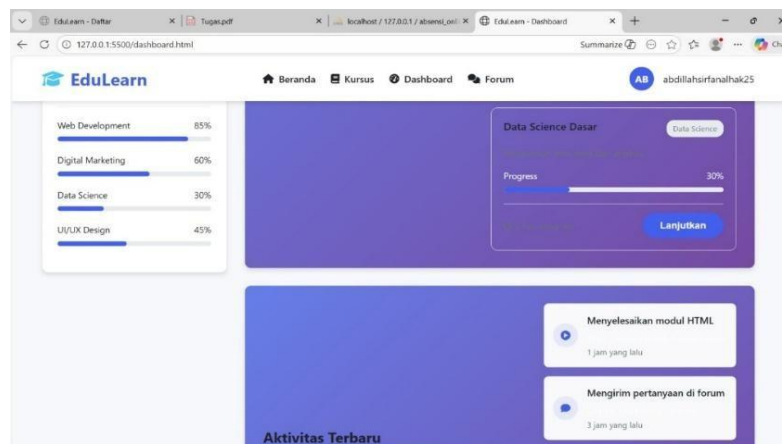 EduLearn - Daftar
Tugas.pdf
localhost / 127.0.0.1 / absensi_onli
EduLearn - Dashboard
127.0.0.1:5500/dashboard.html
Summarize
EduLearn
Beranda
Kursus
Dashboard
Forum
AB
abdillahsirfanalhak25
Web Development 85%
Digital Marketing 60%
Data Science 30%
UI/UX Design 45%
Data Science Dasar
Data Science
Progress 30%
Lanjutkan
Menyelesaikan modul HTML
1 jam yang lalu
Mengirim pertanyaan di forum
3 jam yang lalu
Aktivitas Terbaru